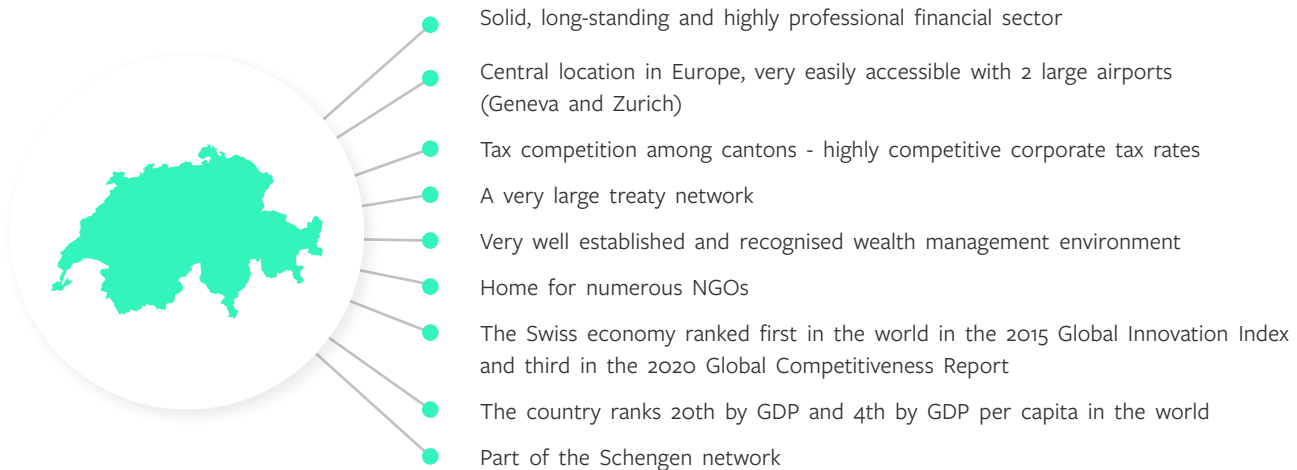 Solid, long-standing and highly professional financial sector
Central location in Europe, very easily accessible with 2 large airports
(Geneva and Zurich)
Tax competition among cantons - highly competitive corporate tax rates
A very large treaty network
Very well established and recognised wealth management environment
Home for numerous NGOs
The Swiss economy ranked first in the world in the 2015 Global Innovation Index
and third in the 2020 Global Competitiveness Report
The country ranks 20th by GDP and 4th by GDP per capita in the world
Part of the Schengen network